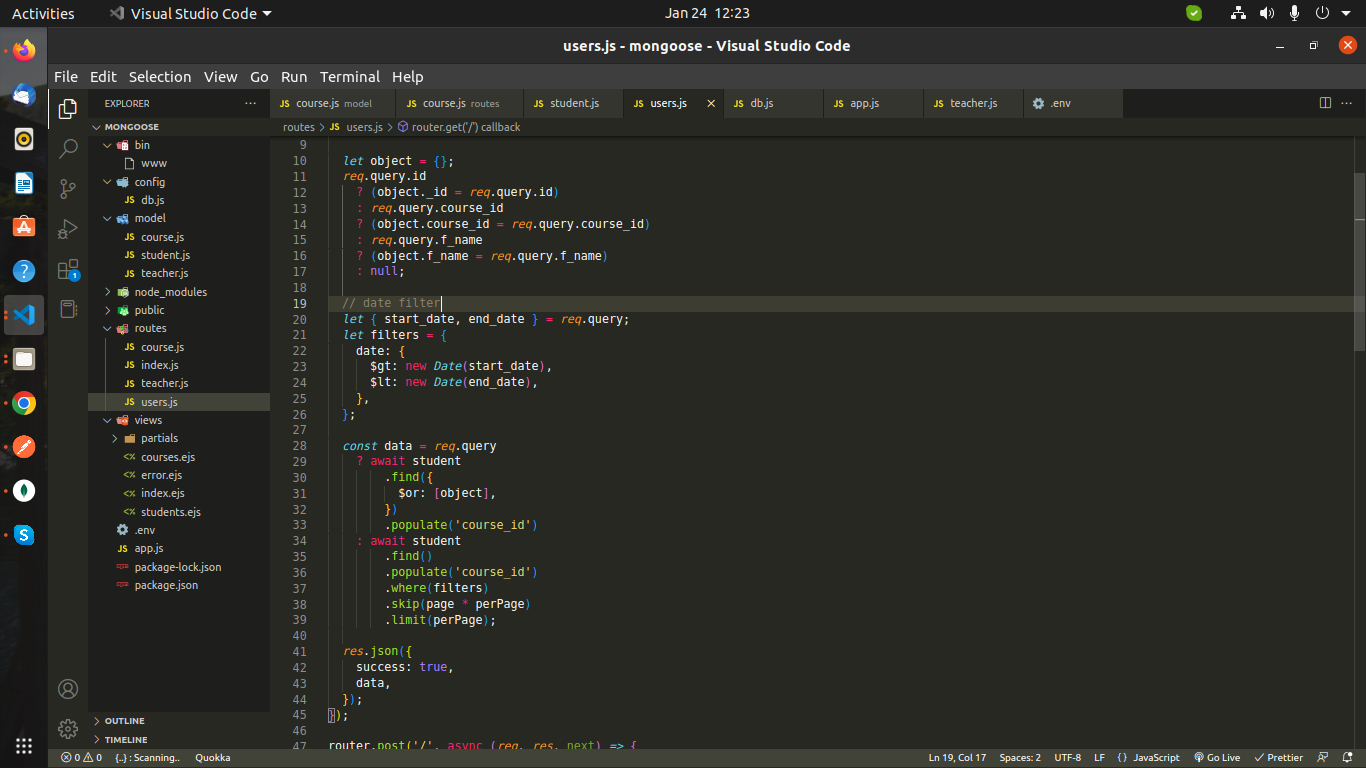 Activities
Visual Studio Code
Jan 24 12:23
users.js - mongoose - Visual Studio Code
File Edit Selection View Go Run Terminal Help
EXPLORER
JS course.js model
JS course.js routes
JS student.js
JS users.js
JS db.js
JS app.js
JS teacher.js
.env
MONGOOSE
bin
www
config
JS db.js
model
JS course.js
JS student.js
JS teacher.js
node_modules
public
routes
JS course.js
JS index.js
JS teacher.js
JS users.js
views
partials
<% courses.ejs
<% error.ejs
<% index.ejs
<% students.ejs
.env
JS app.js
package-lock.json
package.json
OUTLINE
TIMELINE
1
routes > JS users.js > router.get('/') callback
9
10 let object = {};
11 req.query.id
12 ? (object._id = req.query.id)
13 : req.query.course_id
14 ? (object.course_id = req.query.course_id)
15 : req.query.f_name
16 ? (object.f_name = req.query.f_name)
17 : null;
18
19 // date filter
20 let { start_date, end_date } = req.query;
21 let filters = {
22 date: {
23 $gt: new Date(start_date),
24 $lt: new Date(end_date),
25 },
26 };
27
28 const data = req.query
29 ? await student
30 .find({
31 $or: [object],
32 })
33 .populate('course_id')
34 : await student
35 .find()
36 .populate('course_id')
37 .where(filters)
38 .skip(page * perPage)
39 .limit(perPage);
40
41 res.json({
42 success: true,
43 data,
44 });
45 });
46
47 router.post('/', async (req, res, next) => {
0 0 {..} : Scanning.. Quokka
Ln 19, Col 17 Spaces: 2 UTF-8 LF {} JavaScript Go Live Prettier